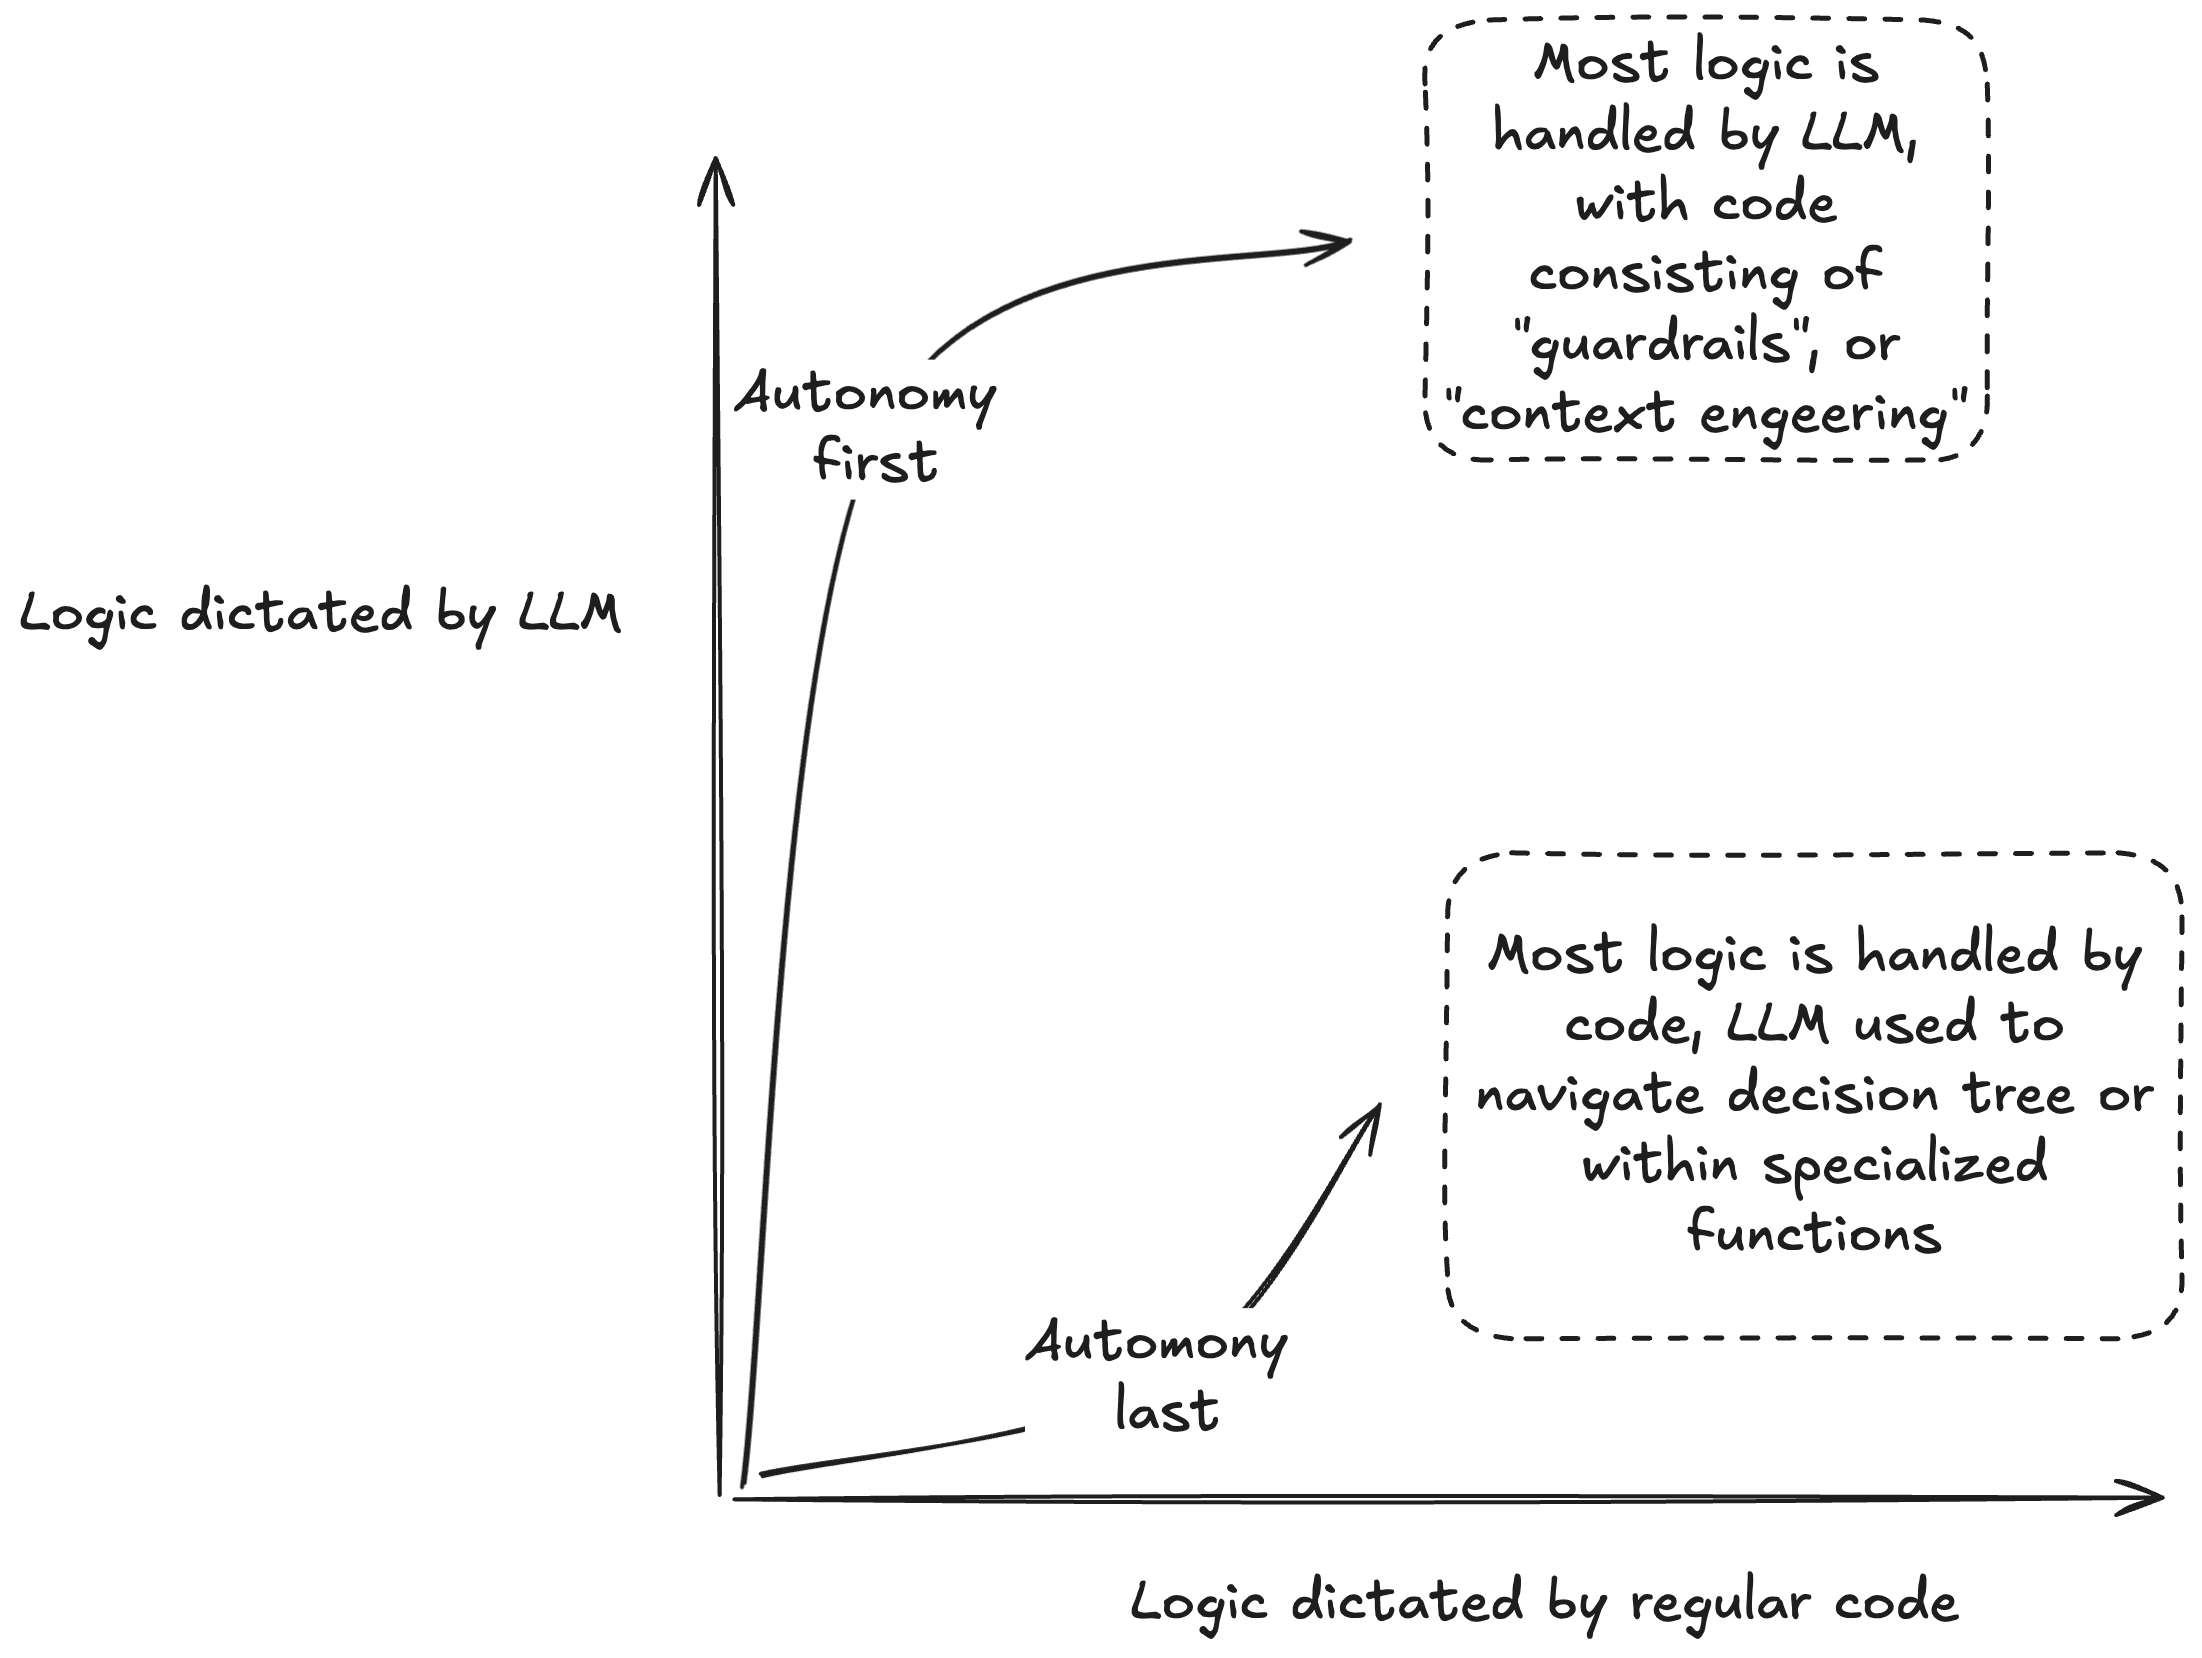 Most logic is
handled by LLM,
with code
consisting of
"guardrails", or
"context engeering"
Autonomy
first
Logic dictated by LLM
Most logic is handled by
code, LLM used to
navigate decision tree or
within specialized
functions
Automony
last
Logic dictated by regular code